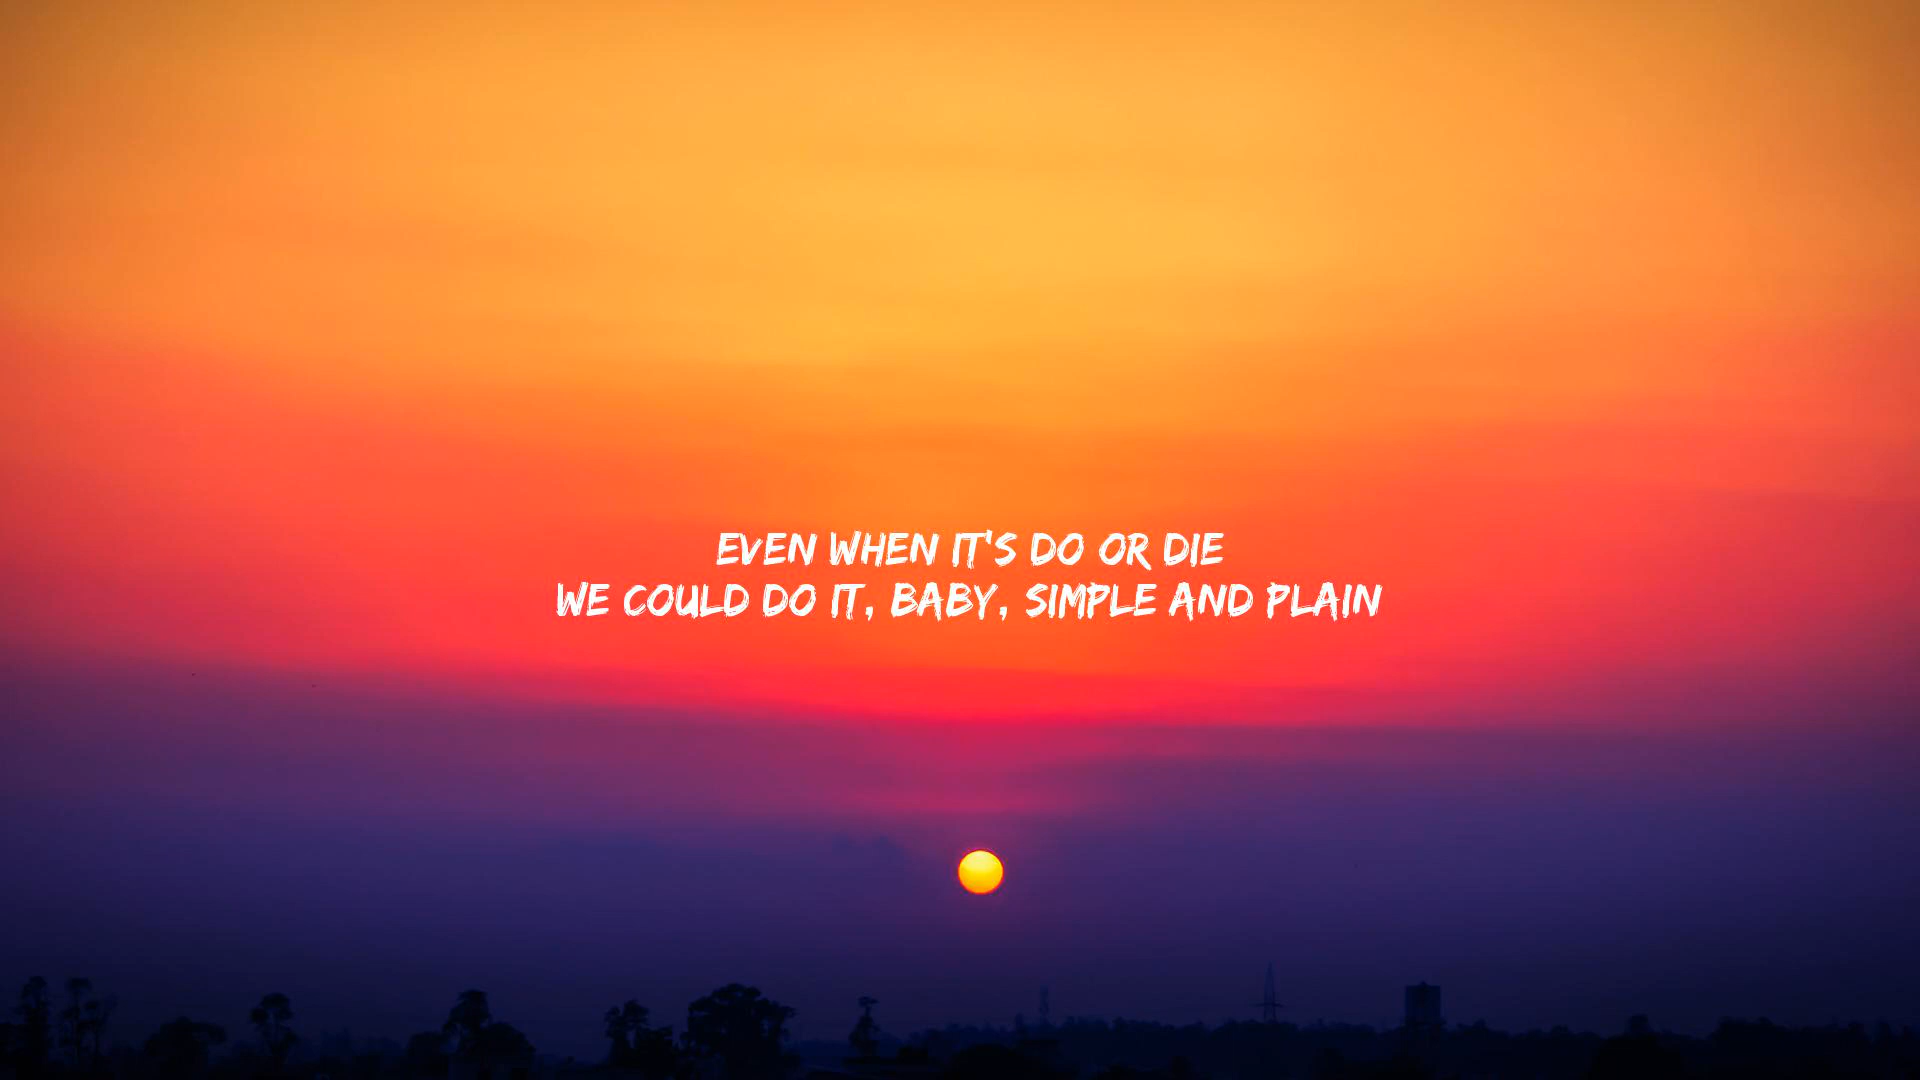 EVEN WHEN IT'S DO OR DIE
WE COULD DO IT, BABY, SIMPLE AND PLAIN